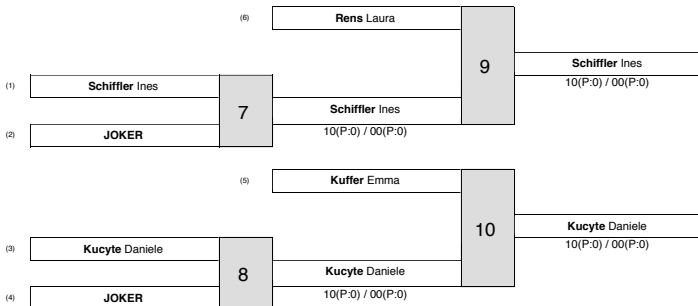 (6) Rens Laura
9
Schiffler Ines
10(P:0) / 00(P:0)
(1) Schiffler Ines
7
Schiffler Ines
10(P:0) / 00(P:0)
(2) JOKER
(5) Kuffer Emma
10
Kucyte Daniele
10(P:0) / 00(P:0)
(3) Kucyte Daniele
8
Kucyte Daniele
10(P:0) / 00(P:0)
(4) JOKER